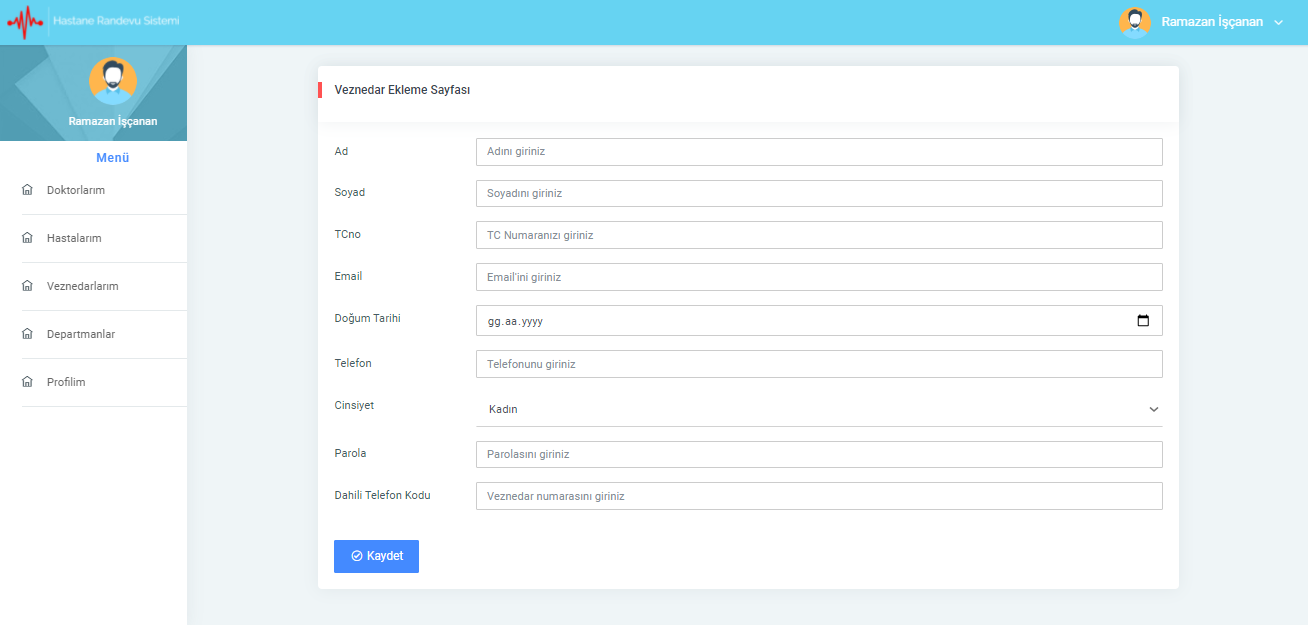 Hastane Randevu Sistemi
Ramazan İşçanan
Ramazan İşçanan
Menü
Doktorlarım
Hastalarım
Veznedarlarım
Departmanlar
Profilim
Veznedar Ekleme Sayfası
Ad Adını giriniz
Soyad Soyadını giriniz
TCno TC Numaranızı giriniz
Email Email'ini giriniz
Doğum Tarihi gg.aa.yyyy
Telefon Telefonunu giriniz
Cinsiyet Kadın
Parola Parolasını giriniz
Dahili Telefon Kodu Veznedar numarasını giriniz
Kaydet